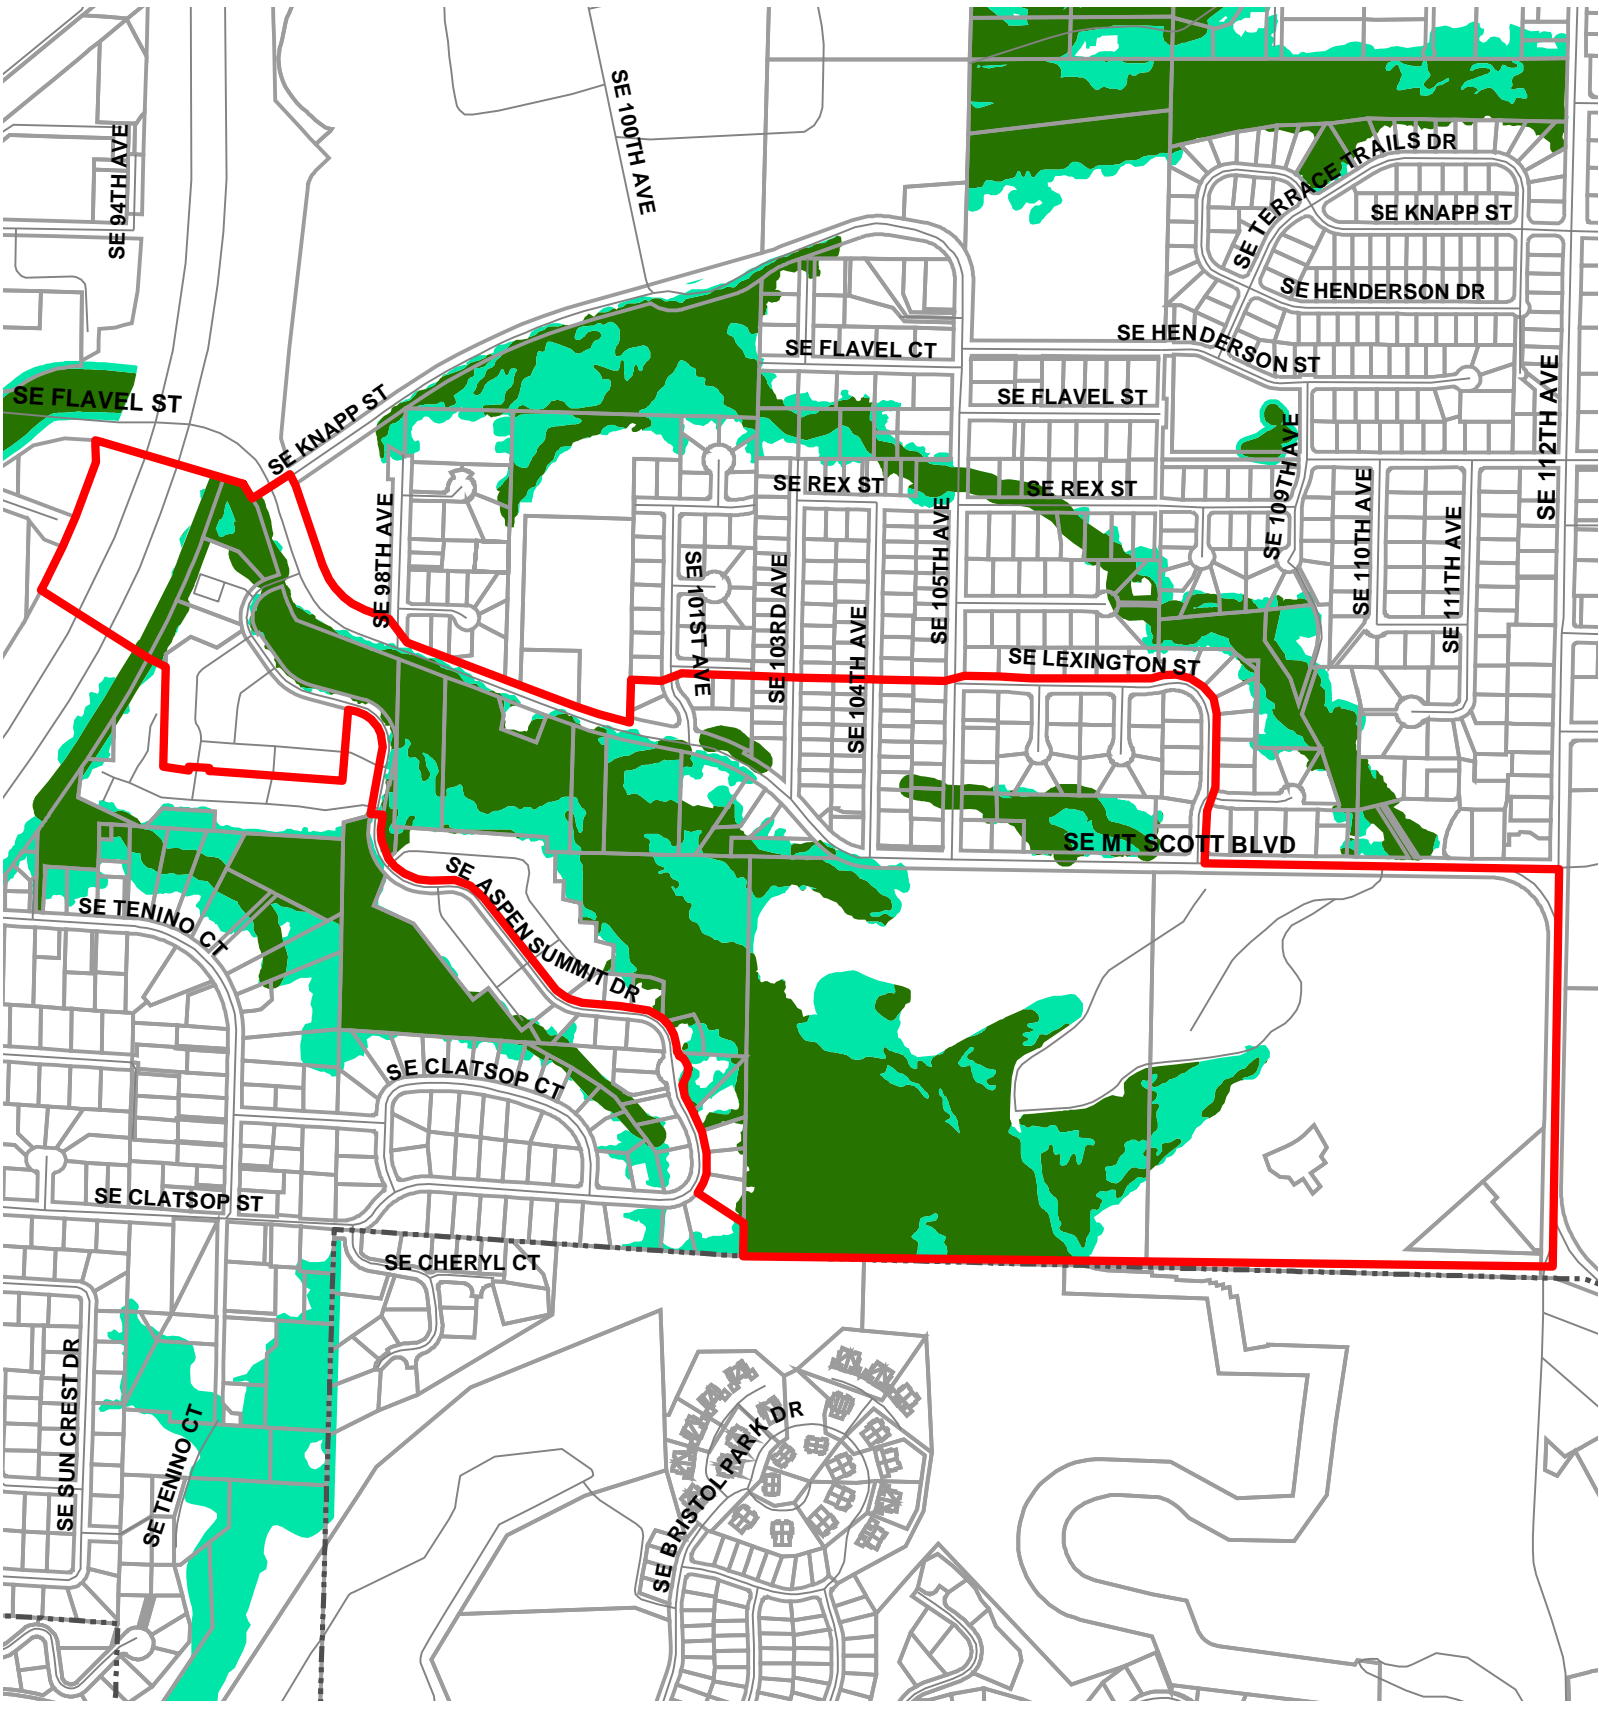 SE 100TH AVE
SE 94TH AVE
SE TERRACE TRAILS DR
SE KNAPP ST
SE HENDERSON DR
SE HENDERSON ST
SE FLAVEL CT
SE FLAVEL ST
SE FLAVEL ST
SE KNAPP ST
SE 112TH AVE
SE REX ST
SE REX ST
SE 109TH AVE
SE 110TH AVE
SE 111TH AVE
SE 98TH AVE
SE 101ST AVE
SE 103RD AVE
SE 104TH AVE
SE 105TH AVE
SE LEXINGTON ST
SE MT SCOTT BLVD
SE ASPEN SUMMIT DR
SE TENINO CT
SE CLATSOP CT
SE CLATSOP ST
SE CHERYL CT
SE SUN CREST DR
SE TENINO CT
SE BRISTOL PARK DR